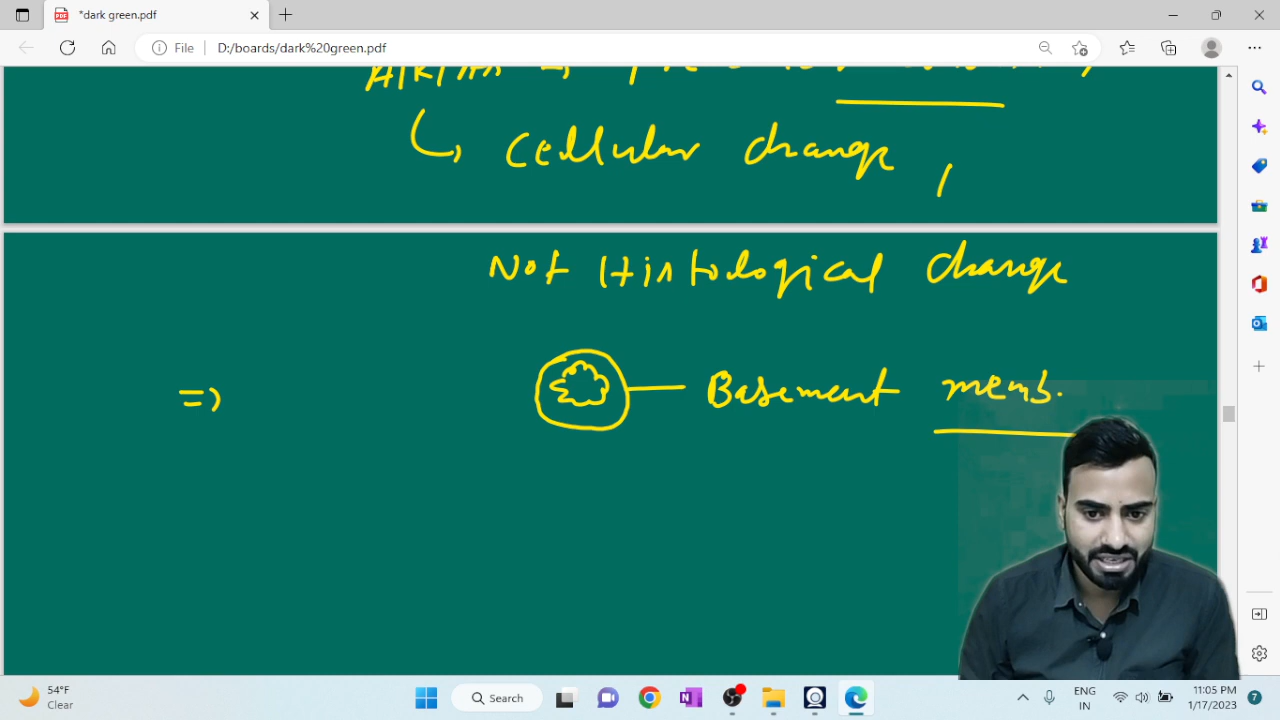 *dark green.pdf
File D:/boards/dark%20green.pdf
Cellular change,
Not Histological change
=> Basement memb.
54°F
Clear
Search
ENG
IN
11:05 PM
1/17/2023
7